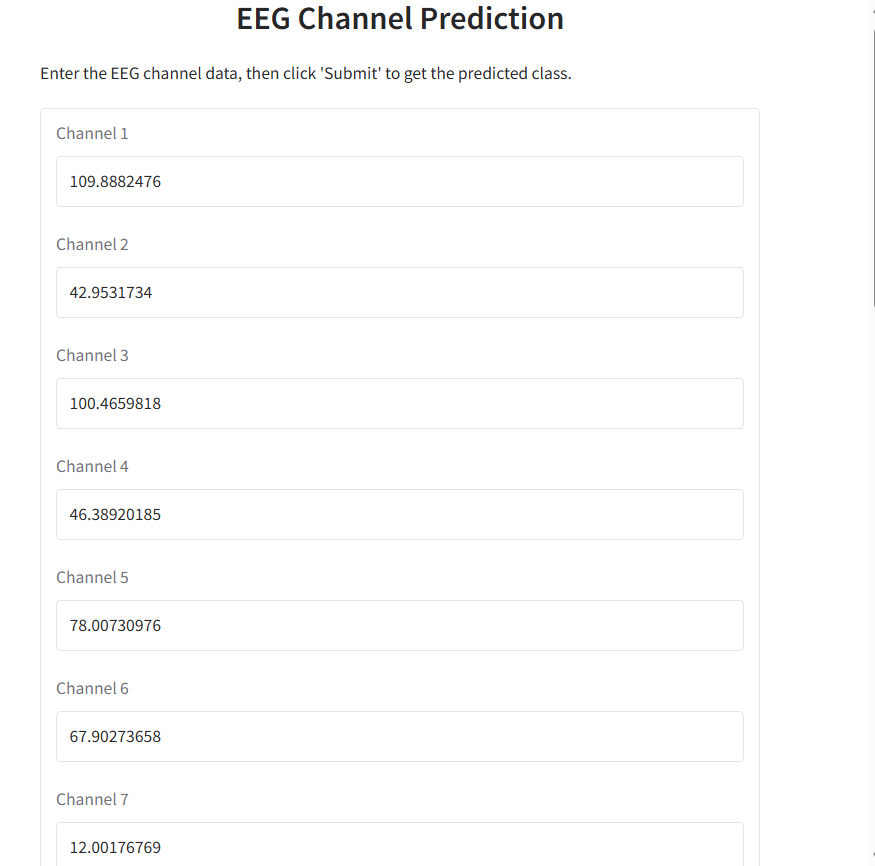 EEG Channel Prediction
Enter the EEG channel data, then click 'Submit' to get the predicted class.
Channel 1
109.8882476
Channel 2
42.9531734
Channel 3
100.4659818
Channel 4
46.38920185
Channel 5
78.00730976
Channel 6
67.90273658
Channel 7
12.00176769